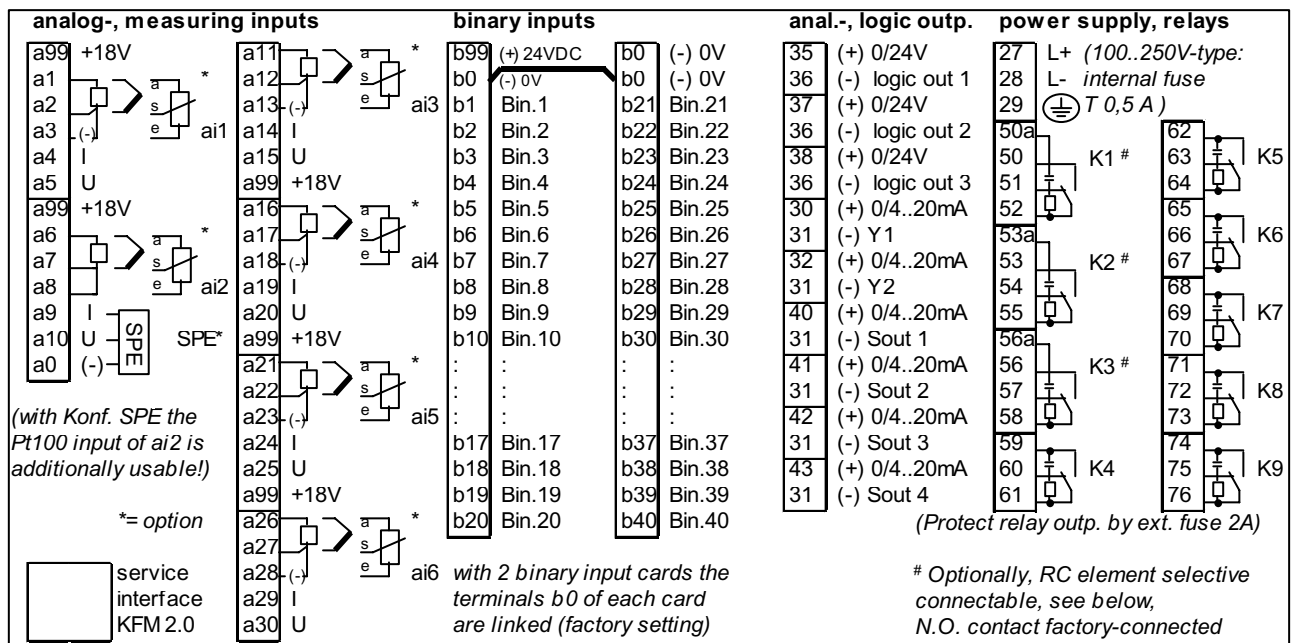 analog-, measuring inputs
a99 +18V
a1
a2
a3 (-)
a4 I
a5 U
a s e * ai1
a99 +18V
a6
a7
a8
a9 I
a10 U
a0 (-)
a s e * ai2
SPE SPE*
(with Konf. SPE the
Pt100 input of ai2 is
additionally usable!)
*= option
service
interface
KFM 2.0
a11
a12
a13 (-)
a14 I
a15 U
a s e * ai3
a99 +18V
a16
a17
a18 (-)
a19 I
a20 U
a s e * ai4
a99 +18V
a21
a22
a23 (-)
a24 I
a25 U
a s e * ai5
a99 +18V
a26
a27
a28 (-)
a29 I
a30 U
a s e * ai6
binary inputs
b99 (+) 24VDC
b0 (-) 0V
b1 Bin.1
b2 Bin.2
b3 Bin.3
b4 Bin.4
b5 Bin.5
b6 Bin.6
b7 Bin.7
b8 Bin.8
b9 Bin.9
b10 Bin.10
: :
: :
: :
b17 Bin.17
b18 Bin.18
b19 Bin.19
b20 Bin.20
b0 (-) 0V
b0 (-) 0V
b21 Bin.21
b22 Bin.22
b23 Bin.23
b24 Bin.24
b25 Bin.25
b26 Bin.26
b27 Bin.27
b28 Bin.28
b29 Bin.29
b30 Bin.30
: :
: :
: :
b37 Bin.37
b38 Bin.38
b39 Bin.39
b40 Bin.40
with 2 binary input cards the
terminals b0 of each card
are linked (factory setting)
anal.-, logic outp.
35 (+) 0/24V
36 (-) logic out 1
37 (+) 0/24V
36 (-) logic out 2
38 (+) 0/24V
36 (-) logic out 3
30 (+) 0/4..20mA
31 (-) Y1
32 (+) 0/4..20mA
31 (-) Y2
40 (+) 0/4..20mA
31 (-) Sout 1
41 (+) 0/4..20mA
31 (-) Sout 2
42 (+) 0/4..20mA
31 (-) Sout 3
43 (+) 0/4..20mA
31 (-) Sout 4
power supply, relays
27 L+ (100..250V-type:
28 L- internal fuse
29 T 0,5 A )
50a
50 K1 #
51
52
53a
53 K2 #
54
55
56a
56 K3 #
57
58
59
60 K4
61
62
63 K5
64
65
66 K6
67
68
69 K7
70
71
72 K8
73
74
75 K9
76
(Protect relay outp. by ext. fuse 2A)
# Optionally, RC element selective
connectable, see below,
N.O. contact factory-connected